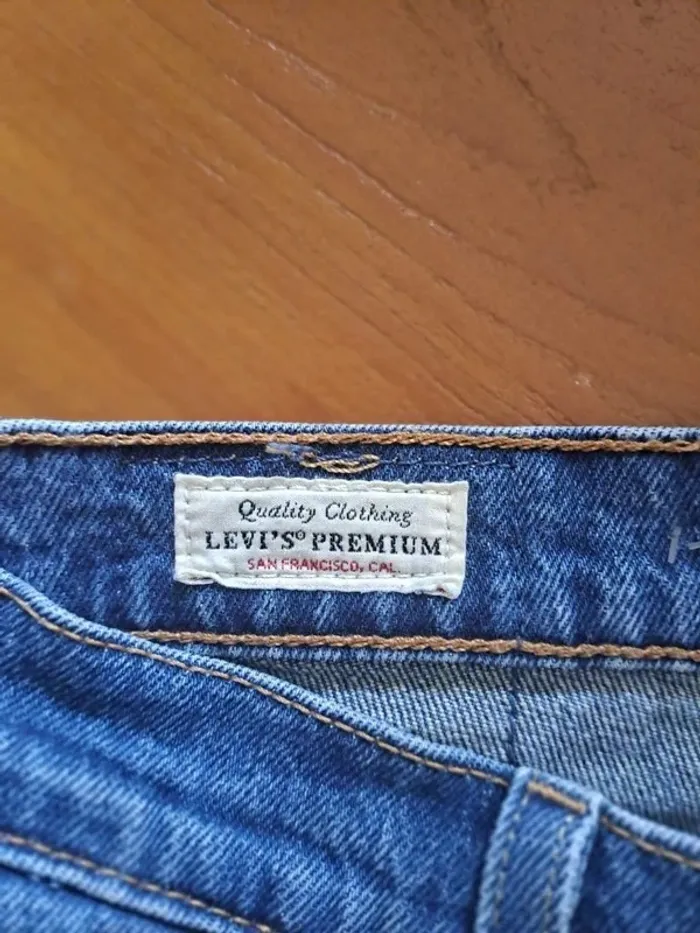 Quality Clothing
LEVI'S® PREMIUM
SAN FRANCISCO, CAL.